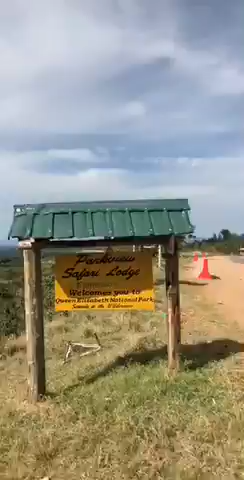 Parkview
Safari Lodge
Welcomes you to
Queen Elizabeth National Park